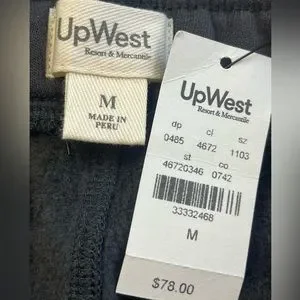 UpWest
Resort & Mercantile
M
MADE IN
PERU
UpWest
Resort & Mercantile
dp cl sz
0485 4672 1103
st co
46720346 0742
33332468
M
$78.00